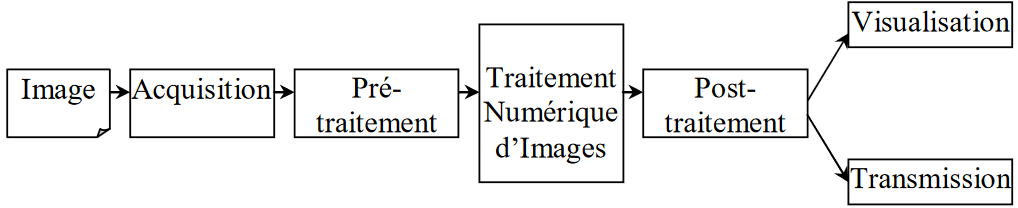 Image
Acquisition
Pré-
traitement
Traitement
Numérique
d’Images
Post-
traitement
Visualisation
Transmission